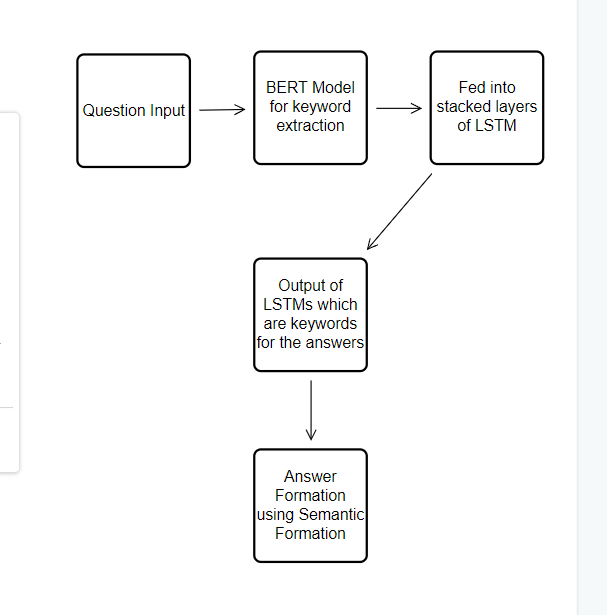 Question Input
BERT Model
for keyword
extraction
Fed into
stacked layers
of LSTM
Output of
LSTMs which
are keywords
for the answers
Answer
Formation
using Semantic
Formation